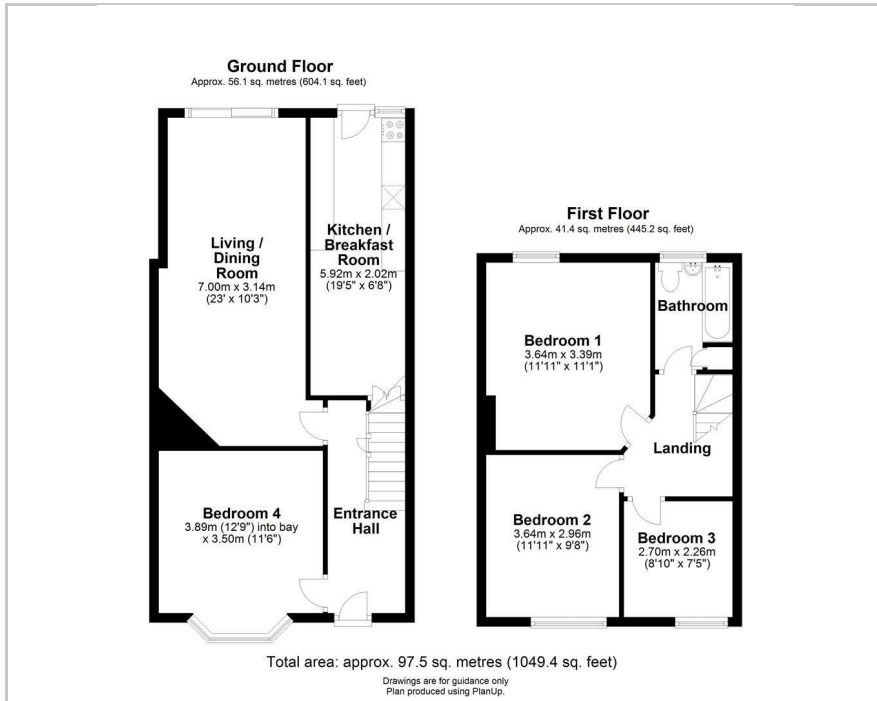 Ground Floor
Approx. 56.1 sq. metres (604.1 sq. feet)
Living /
Dining
Room
7.00m x 3.14m
(23' x 10'3")
Kitchen /
Breakfast
Room
5.92m x 2.02m
(19'5" x 6'8")
Bedroom 4
3.89m (12'9") into bay
x 3.50m (11'6")
Entrance
Hall
First Floor
Approx. 41.4 sq. metres (445.2 sq. feet)
Bedroom 1
3.64m x 3.39m
(11'11" x 11'1")
Bathroom
Landing
Bedroom 2
3.64m x 2.96m
(11'11" x 9'8")
Bedroom 3
2.70m x 2.26m
(8'10" x 7'5")
Total area: approx. 97.5 sq. metres (1049.4 sq. feet)
Drawings are for guidance only
Plan produced using PlanUp.